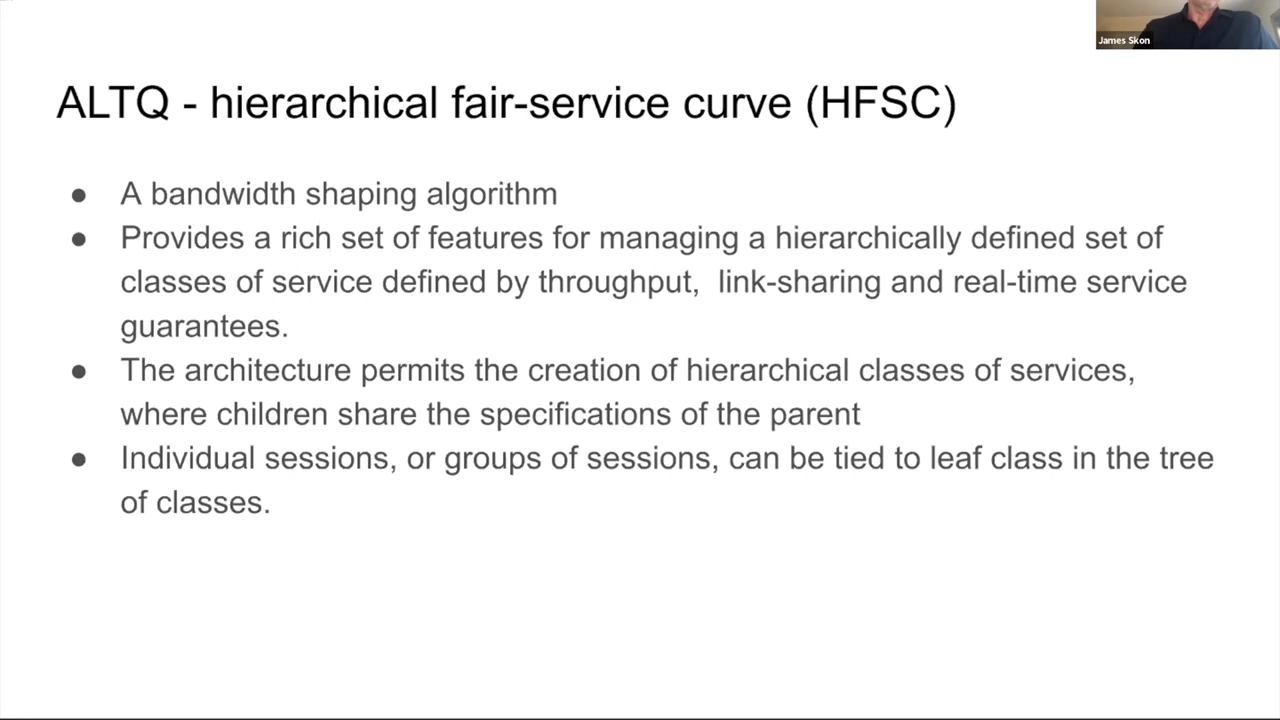 James Skon
ALTQ - hierarchical fair-service curve (HFSC)
● A bandwidth shaping algorithm
● Provides a rich set of features for managing a hierarchically defined set of
classes of service defined by throughput,  link-sharing and real-time service
guarantees.
● The architecture permits the creation of hierarchical classes of services,
where children share the specifications of the parent
● Individual sessions, or groups of sessions, can be tied to leaf class in the tree
of classes.